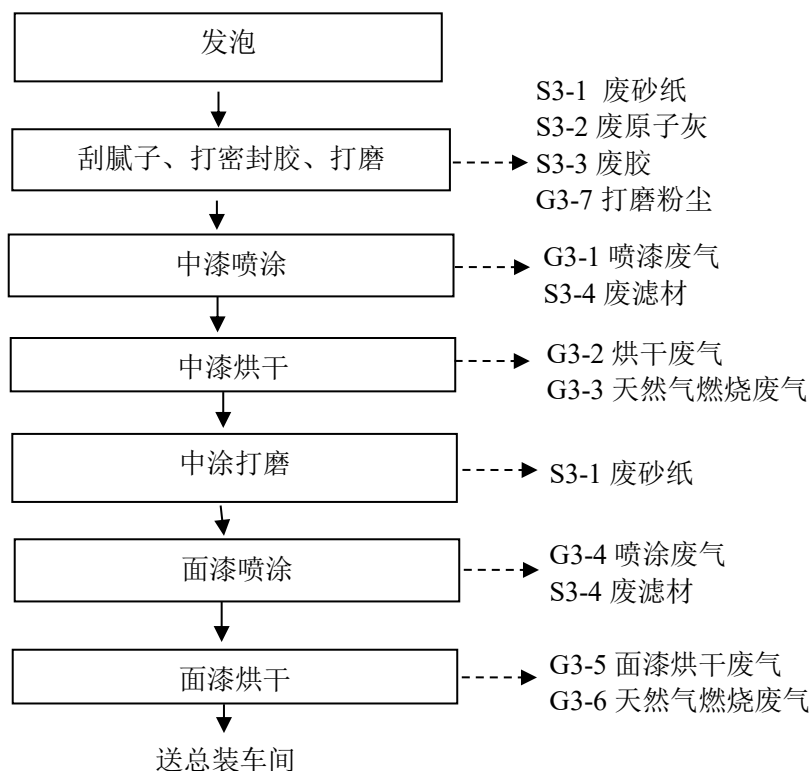 发泡
刮腻子、打密封胶、打磨
S3-1 废砂纸
S3-2 废原子灰
S3-3 废胶
G3-7 打磨粉尘
中漆喷涂
G3-1 喷漆废气
S3-4 废滤材
中漆烘干
G3-2 烘干废气
G3-3 天然气燃烧废气
中涂打磨
S3-1 废砂纸
面漆喷涂
G3-4 喷涂废气
S3-4 废滤材
面漆烘干
G3-5 面漆烘干废气
G3-6 天然气燃烧废气
送总装车间